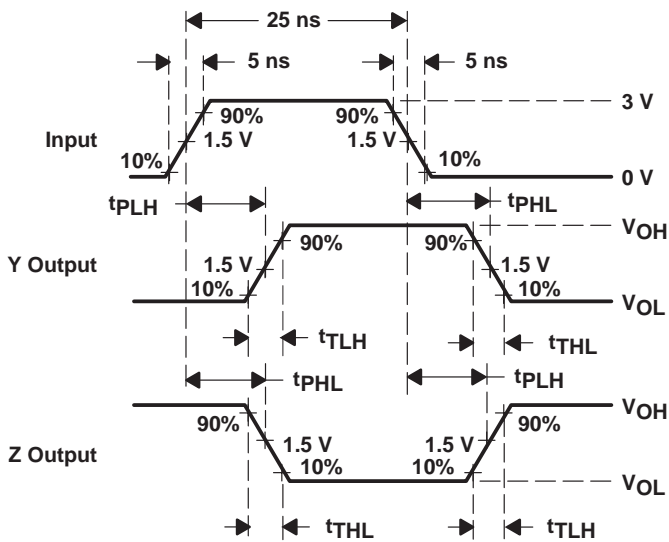 25 ns
5 ns 5 ns
3 V
90% 90%
Input 1.5 V 1.5 V
10% 10%
0 V
tPLH tPHL
VOH
90% 90%
Y Output 1.5 V 1.5 V
10% 10%
VOL
tTLH tTHL
tPHL tPLH
VOH
90% 90%
1.5 V 1.5 V
Z Output 10% 10%
VOL
tTHL tTLH